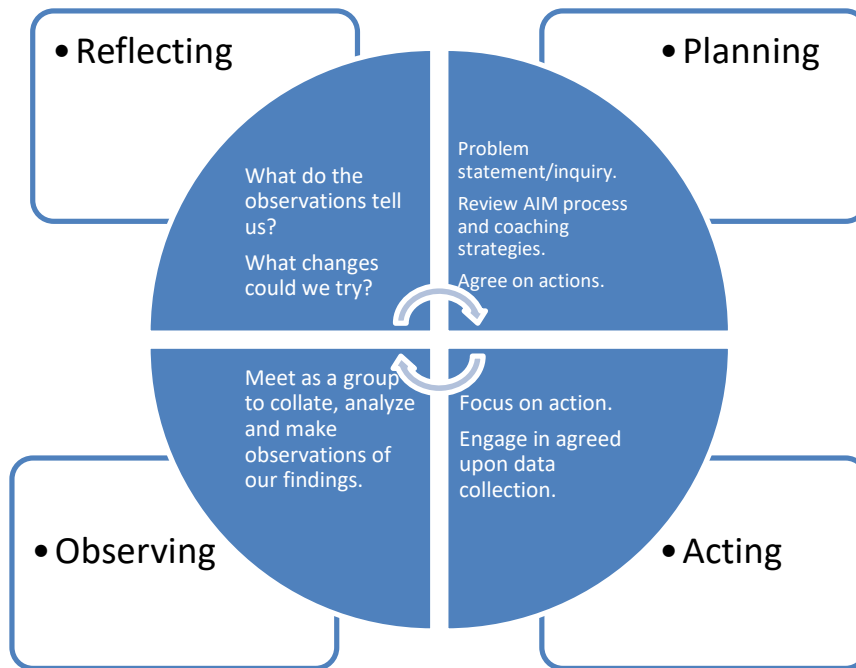 • Reflecting
• Planning
What do the
observations tell
us?
What changes
could we try?
Problem
statement/inquiry.
Review AIM process
and coaching
strategies.
Agree on actions.
Meet as a group
to collate, analyze
and make
observations of
our findings.
Focus on action.
Engage in agreed
upon data
collection.
• Observing
• Acting